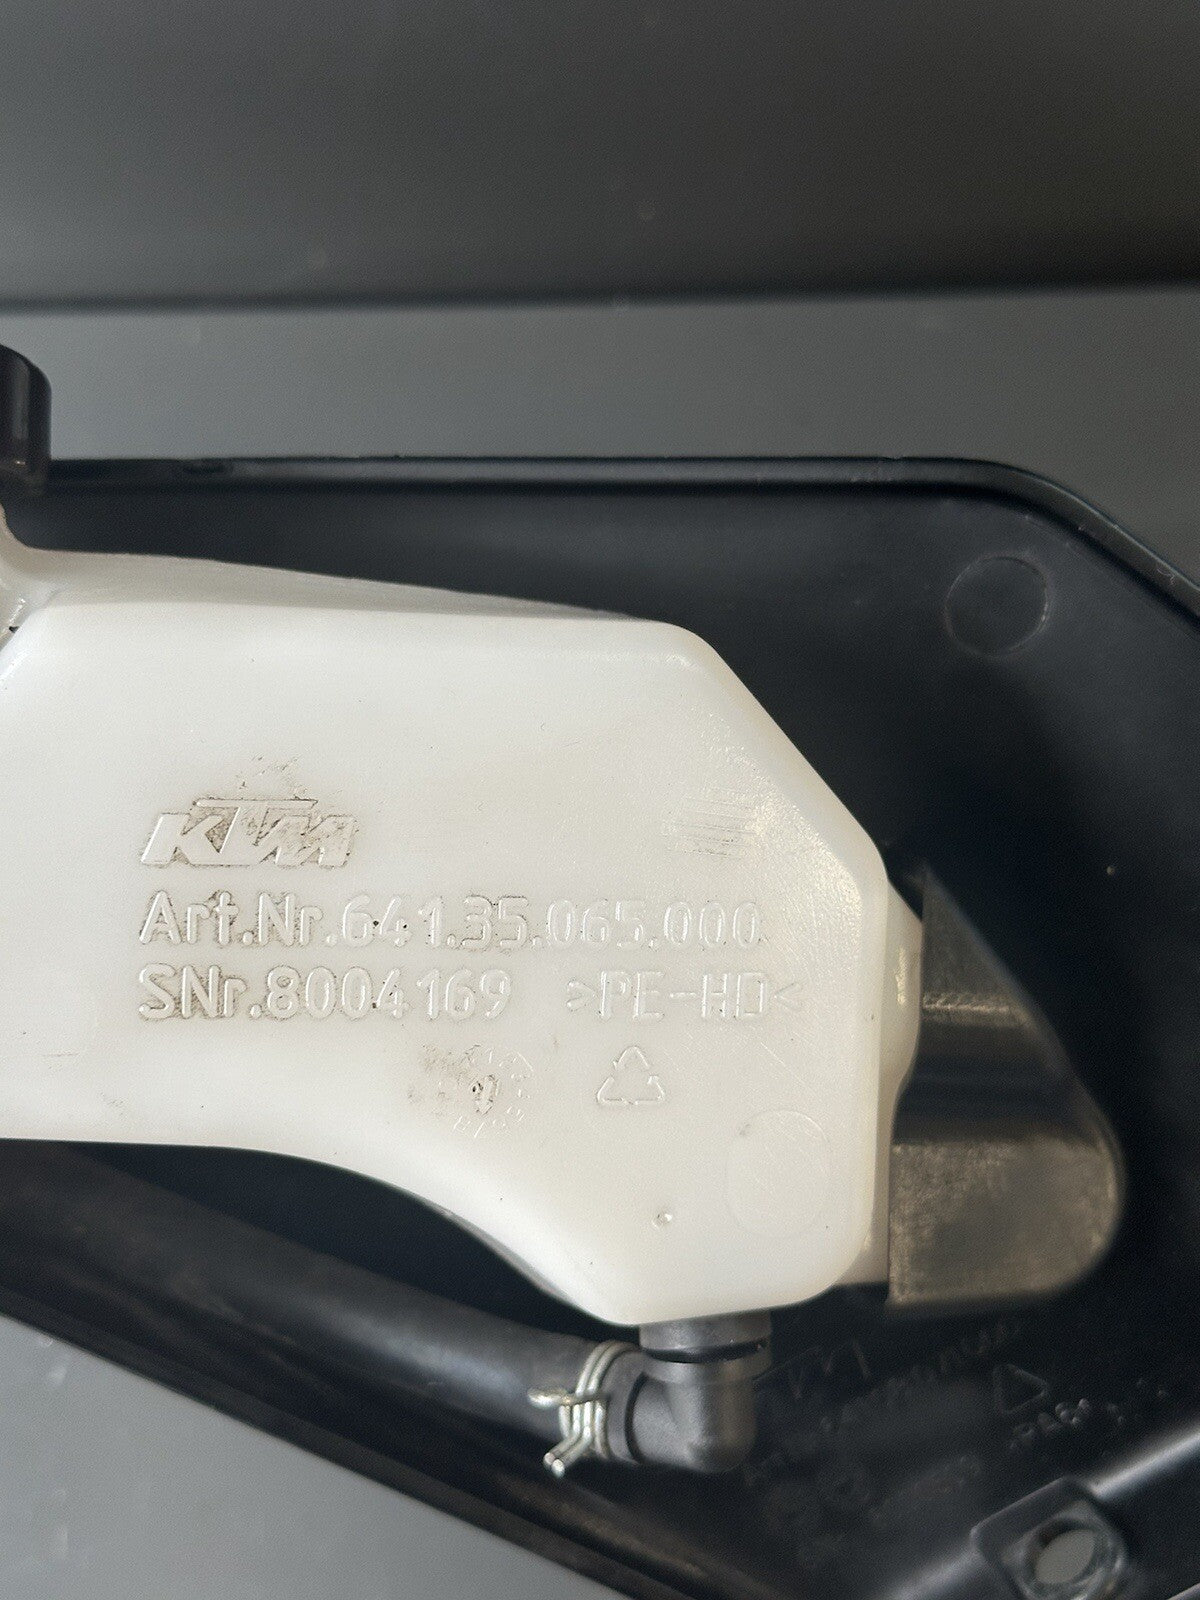 KTM
Art.Nr.641.35.065.000
SNr.8004169 >PE-HD<